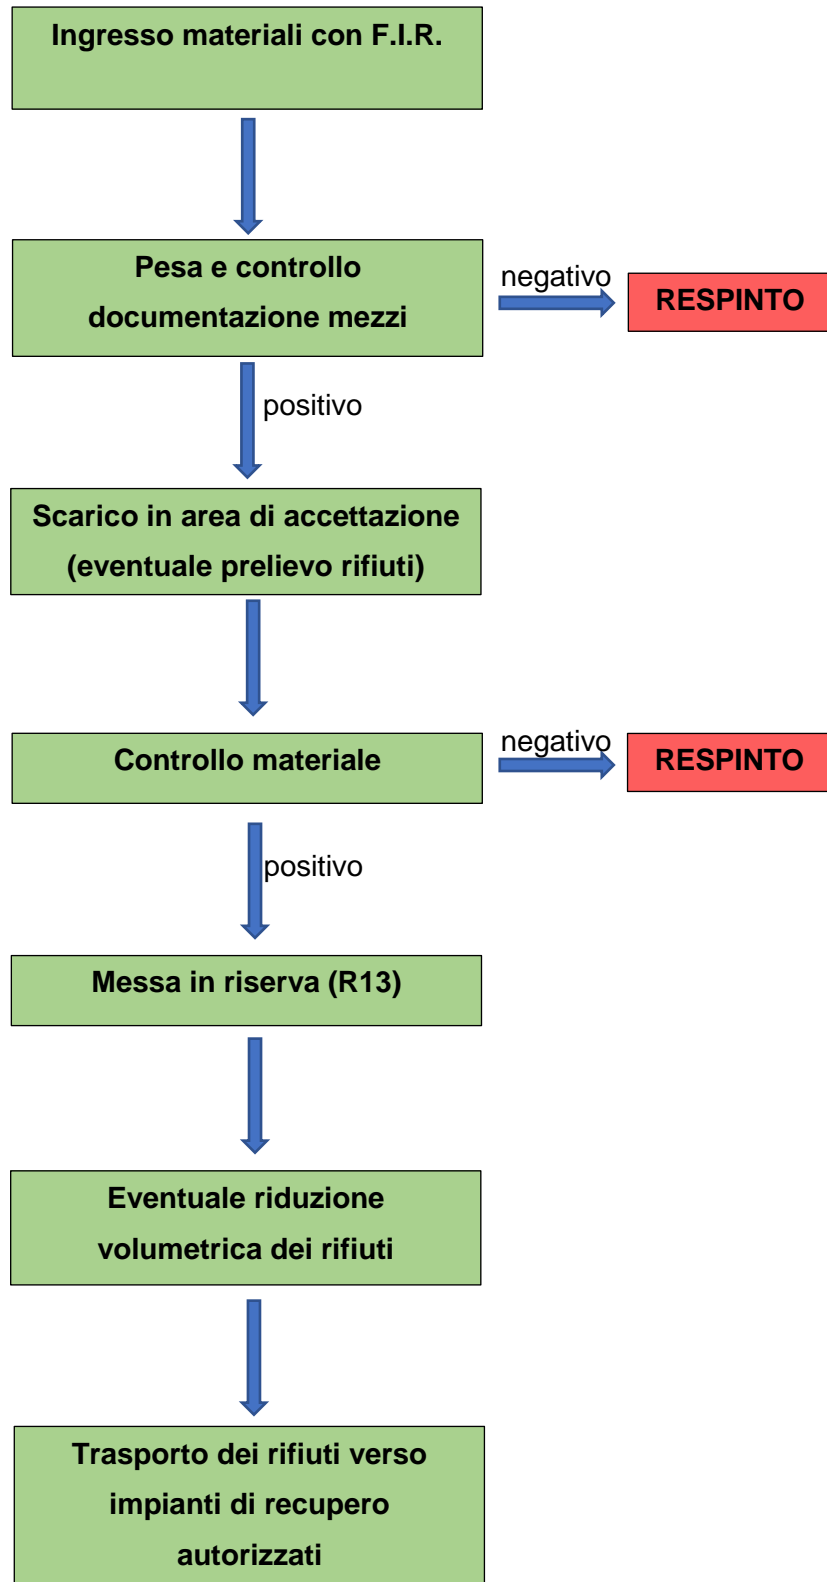 Ingresso materiali con F.I.R.
Pesa e controllo
documentazione mezzi
negativo
RESPINTO
positivo
Scarico in area di accettazione
(eventuale prelievo rifiuti)
Controllo materiale
negativo
RESPINTO
positivo
Messa in riserva (R13)
Eventuale riduzione
volumetrica dei rifiuti
Trasporto dei rifiuti verso
impianti di recupero
autorizzati